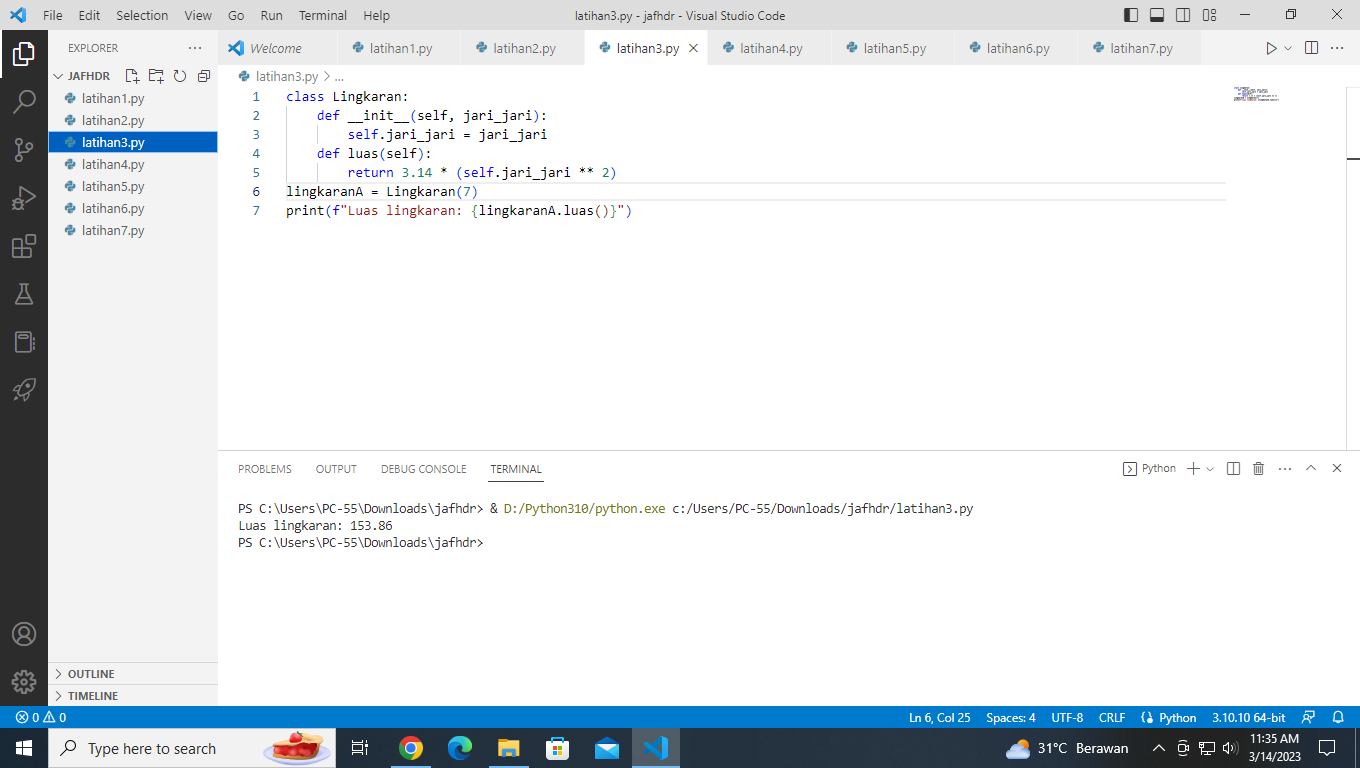 File Edit Selection View Go Run Terminal Help latihan3.py - jafhdr - Visual Studio Code
EXPLORER
Welcome latihan1.py latihan2.py latihan3.py latihan4.py latihan5.py latihan6.py latihan7.py
JAFHDR
latihan1.py
latihan2.py
latihan3.py
latihan4.py
latihan5.py
latihan6.py
latihan7.py
OUTLINE
TIMELINE
latihan3.py > ...
1 class Lingkaran:
2     def __init__(self, jari_jari):
3         self.jari_jari = jari_jari
4     def luas(self):
5         return 3.14 * (self.jari_jari ** 2)
6 lingkaranA = Lingkaran(7)
7 print(f"Luas lingkaran: {lingkaranA.luas()}")
PROBLEMS OUTPUT DEBUG CONSOLE TERMINAL Python
PS C:\Users\PC-55\Downloads\jafhdr> & D:/Python310/python.exe c:/Users/PC-55/Downloads/jafhdr/latihan3.py
Luas lingkaran: 153.86
PS C:\Users\PC-55\Downloads\jafhdr>
0 0 Ln 6, Col 25 Spaces: 4 UTF-8 CRLF Python 3.10.10 64-bit
Type here to search 31°C Berawan 11:35 AM
3/14/2023